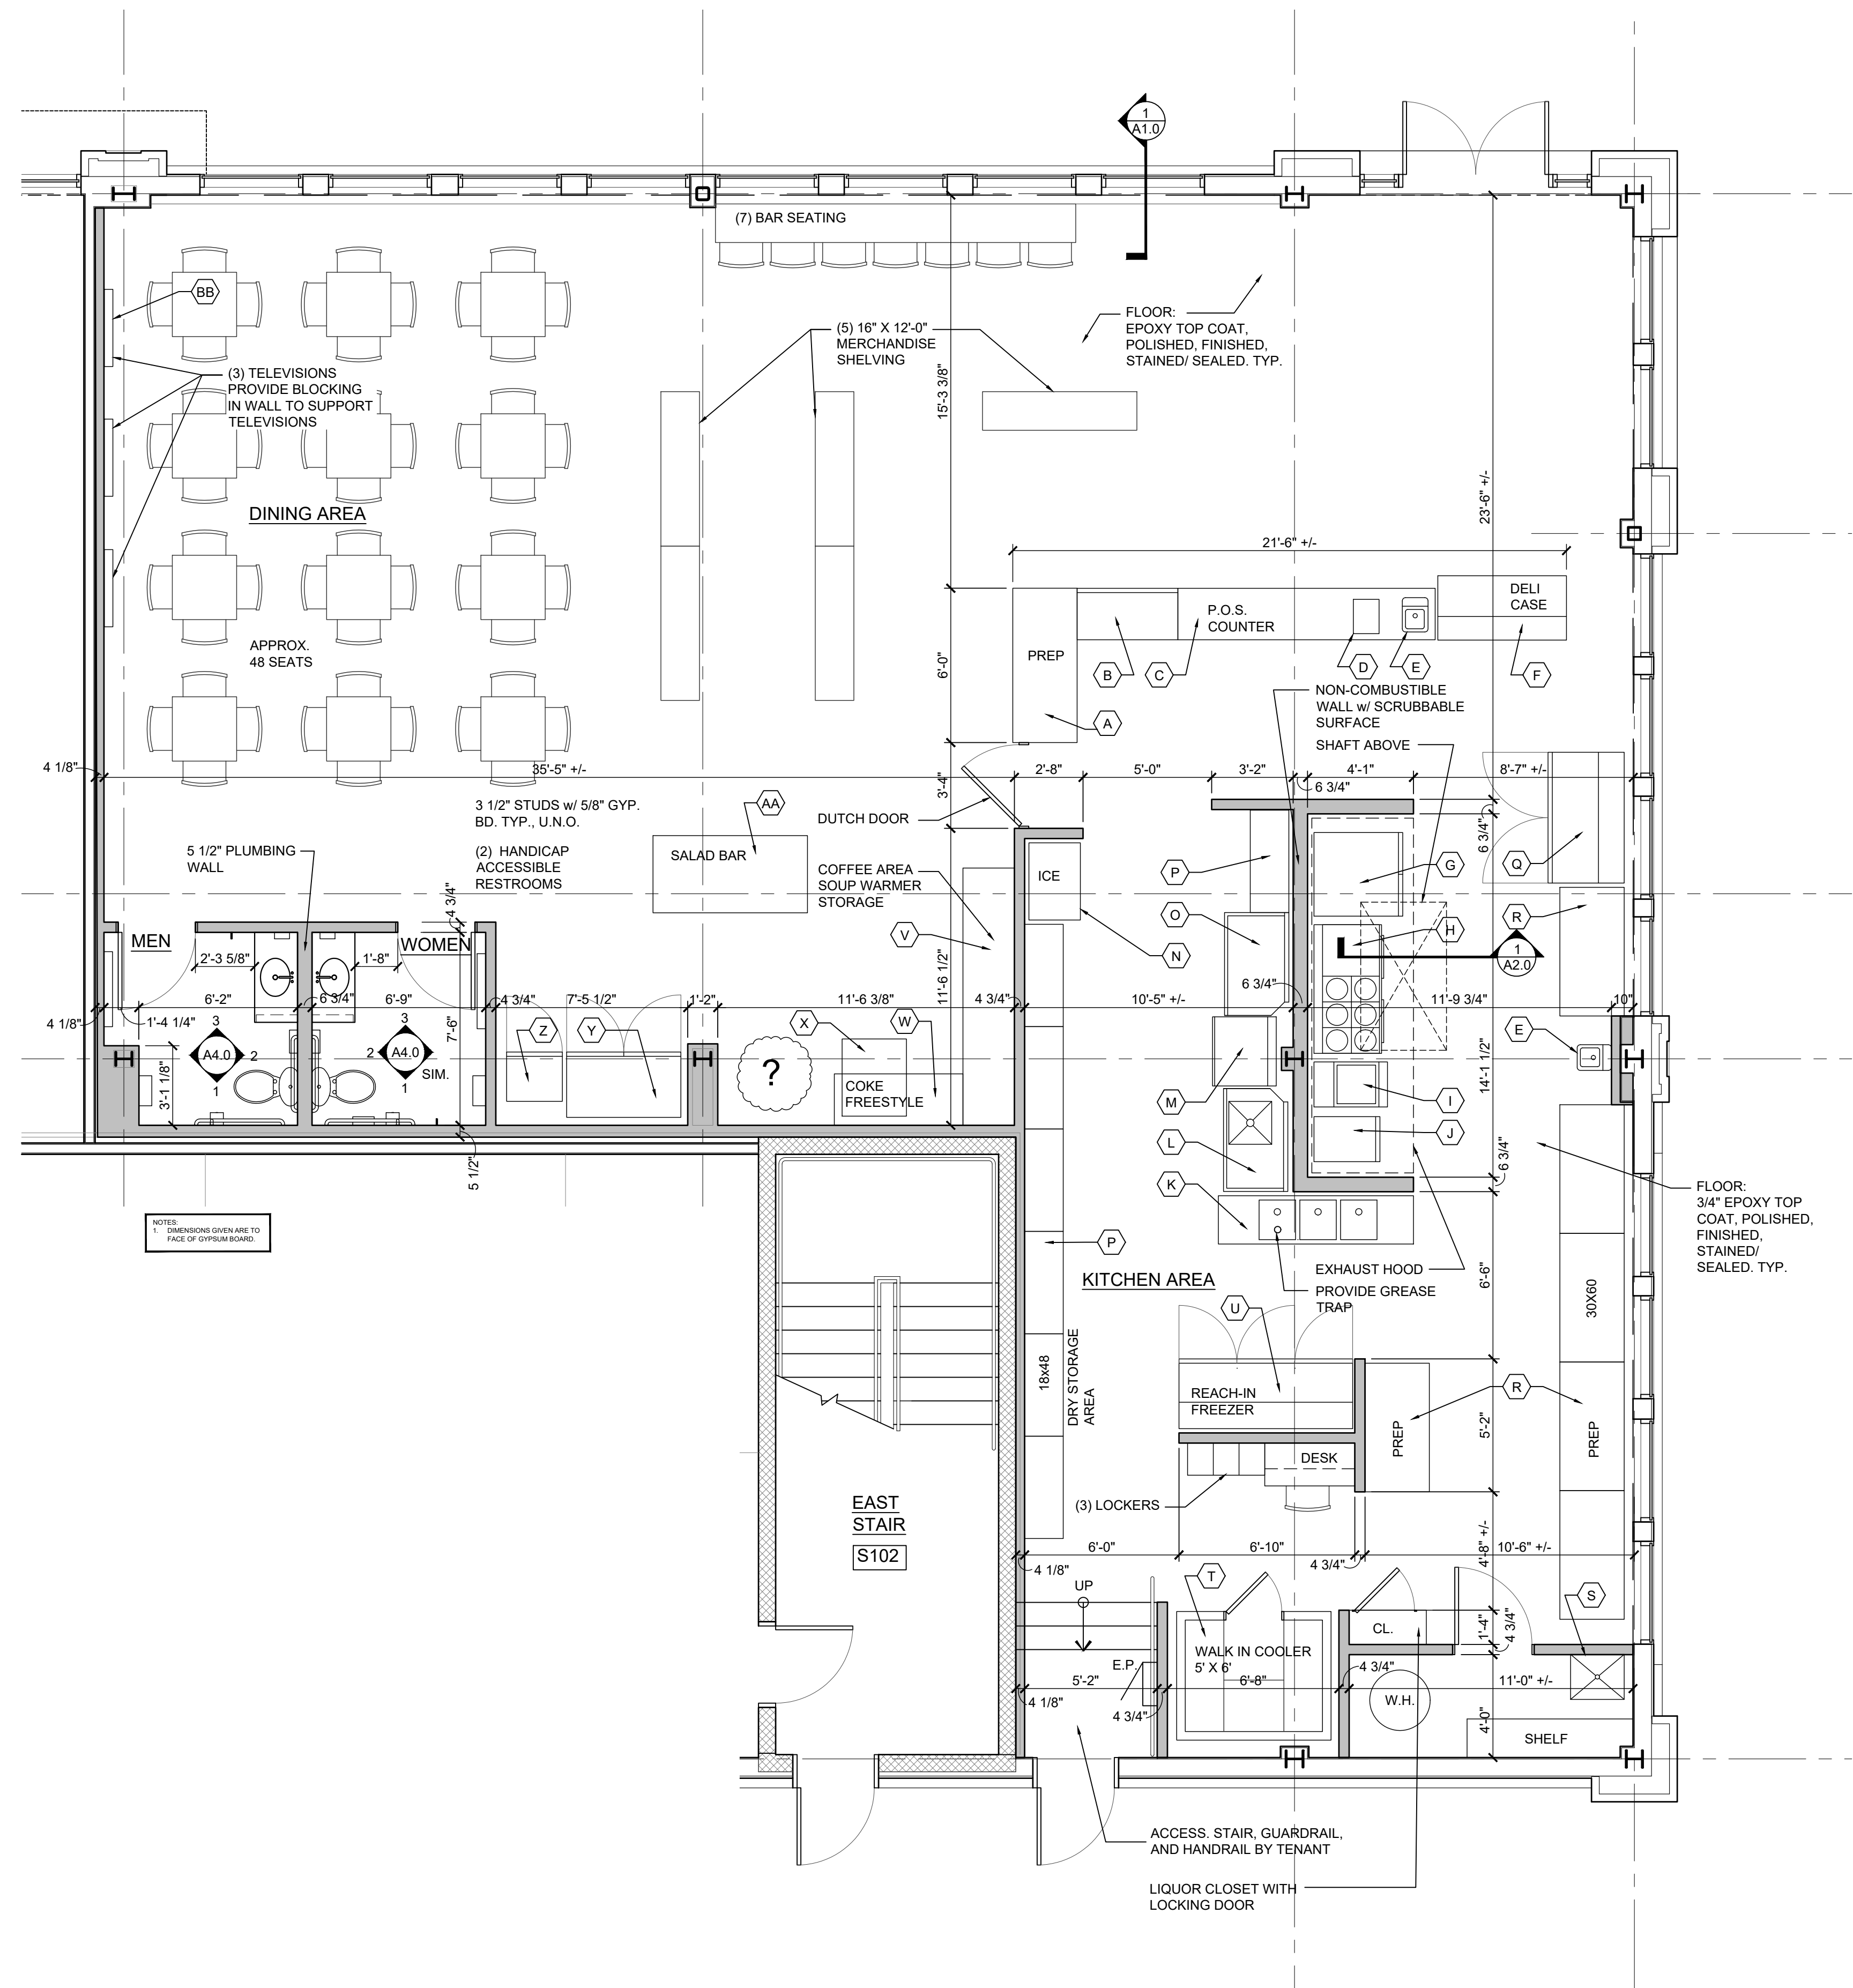 1
A1.0
(7) BAR SEATING
BB
FLOOR:
EPOXY TOP COAT,
POLISHED, FINISHED,
STAINED/ SEALED. TYP.
(5) 16" X 12'-0"
MERCHANDISE
SHELVING
15'-3 3/8"
(3) TELEVISIONS
PROVIDE BLOCKING
IN WALL TO SUPPORT
TELEVISIONS
DINING AREA
23'-6" +/-
21'-6" +/-
DELI
CASE
P.O.S.
COUNTER
PREP
6'-0"
APPROX.
48 SEATS
B
C
D
E
F
A
NON-COMBUSTIBLE
WALL w/ SCRUBBABLE
SURFACE
SHAFT ABOVE
4 1/8"
35'-5" +/-
3'-4"
2'-8"
5'-0"
3'-2"
6 3/4"
4'-1"
8'-7" +/-
3 1/2" STUDS w/ 5/8" GYP.
BD. TYP., U.N.O.
AA
DUTCH DOOR
6 3/4"
5 1/2" PLUMBING
WALL
(2) HANDICAP
ACCESSIBLE
RESTROOMS
SALAD BAR
COFFEE AREA
SOUP WARMER
STORAGE
ICE
P
G
Q
O
R
V
N
H
1
A2.0
MEN
WOMEN
4 3/4"
2'-3 5/8"
1'-8"
11'-6 1/2"
6 3/4"
6'-2"
6 3/4"
6'-9"
4 3/4"
7'-5 1/2"
1'-2"
11'-6 3/8"
4 3/4"
10'-5" +/-
11'-9 3/4"
10"
4 1/8"
1'-4 1/4"
3
A4.0
2
1
3
2
A4.0
1
SIM.
7'-6"
3'-1 1/8"
5 1/2"
Z
Y
X
W
?
COKE
FREESTYLE
E
14'-1 1/2"
M
I
L
J
K
6 3/4"
FLOOR:
3/4" EPOXY TOP
COAT, POLISHED,
FINISHED,
STAINED/
SEALED. TYP.
NOTES:
1. DIMENSIONS GIVEN ARE TO
FACE OF GYPSUM BOARD.
P
KITCHEN AREA
EXHAUST HOOD
PROVIDE GREASE
TRAP
6'-6"
U
30X60
18x48
DRY STORAGE
AREA
REACH-IN
FREEZER
R
PREP
PREP
5'-2"
DESK
(3) LOCKERS
EAST
STAIR
S102
6'-0"
6'-10"
4 3/4"
10'-6" +/-
4'-8" +/-
4 1/8"
UP
T
S
CL.
1'-4"
4 3/4"
WALK IN COOLER
5' X 6'
E.P.
5'-2"
6'-8"
4 3/4"
11'-0" +/-
4 1/8"
4 3/4"
W.H.
4'-0"
SHELF
ACCESS. STAIR, GUARDRAIL,
AND HANDRAIL BY TENANT
LIQUOR CLOSET WITH
LOCKING DOOR